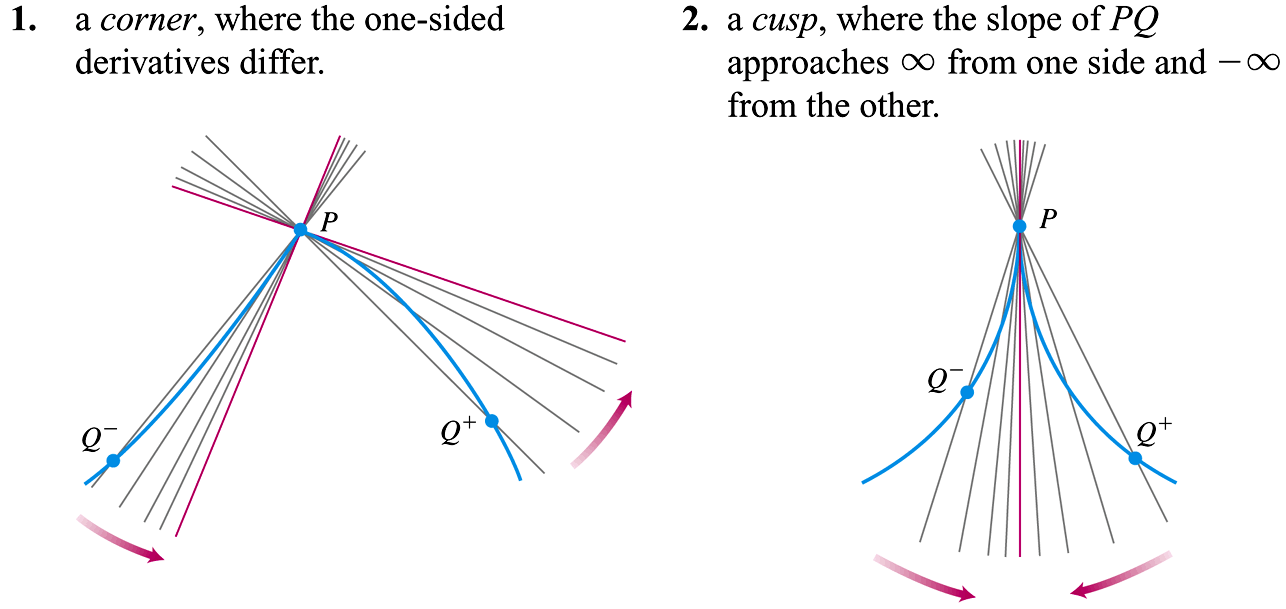 1. a corner, where the one-sided
derivatives differ.
P
Q⁻
Q⁺
2. a cusp, where the slope of PQ
approaches ∞ from one side and −∞
from the other.
P
Q⁻
Q⁺